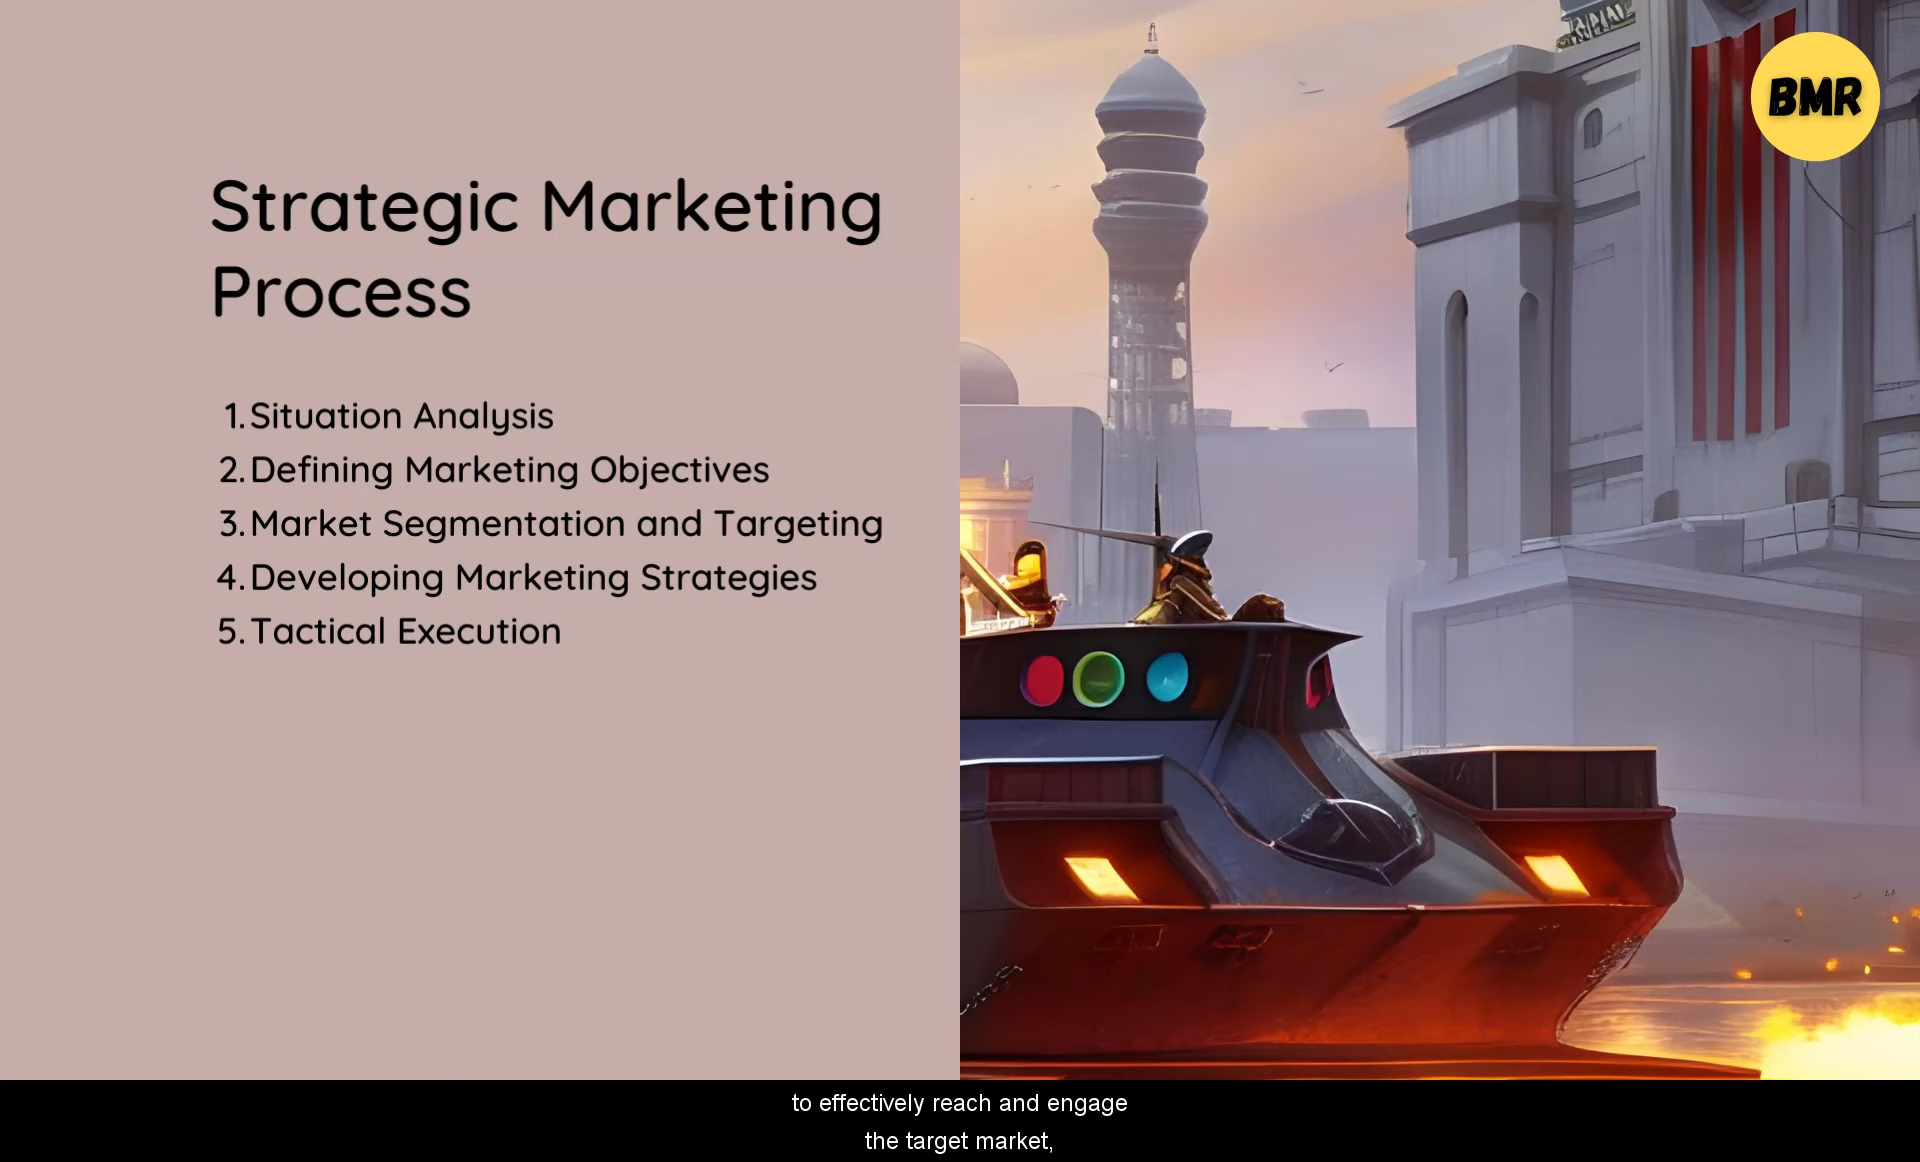 BMR
Strategic Marketing
Process
1. Situation Analysis
2. Defining Marketing Objectives
3. Market Segmentation and Targeting
4. Developing Marketing Strategies
5. Tactical Execution
to effectively reach and engage
the target market,